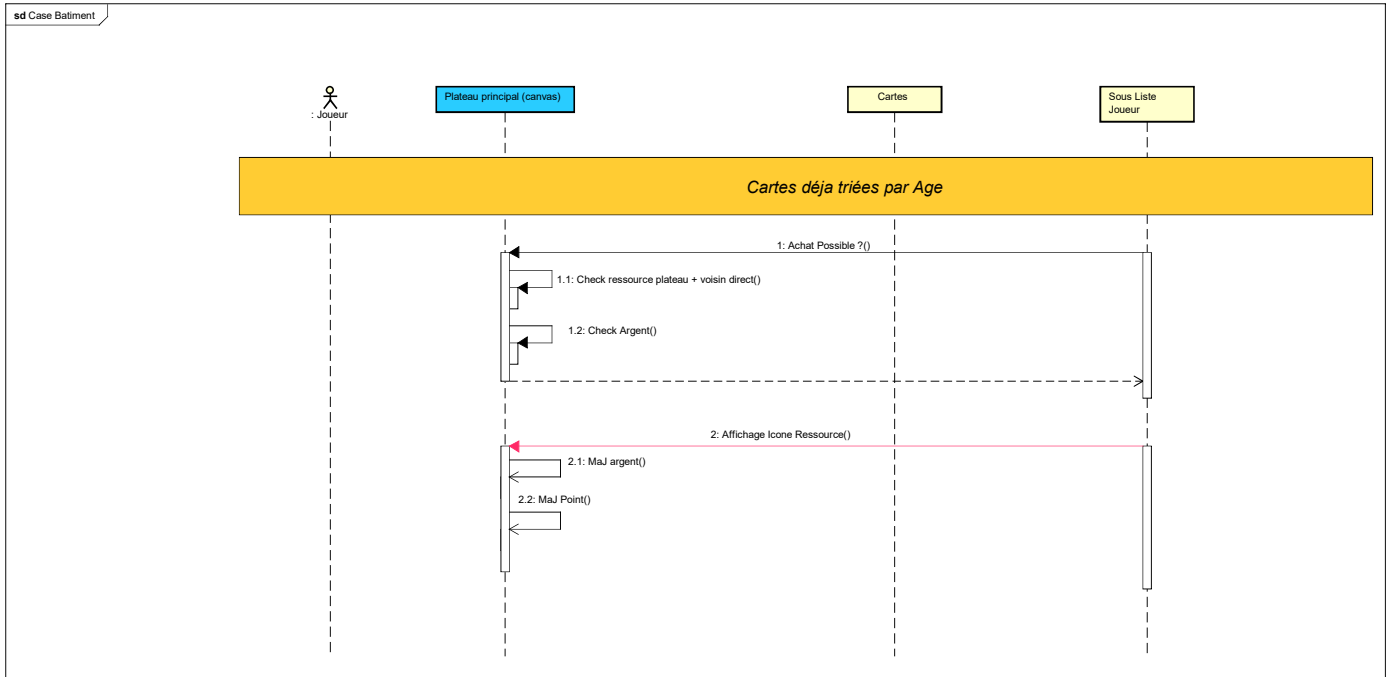 sd Case Batiment
: Joueur
Plateau principal (canvas)
Cartes
Sous Liste
Joueur
Cartes déja triées par Age
1: Achat Possible ?()
1.1: Check ressource plateau + voisin direct()
1.2: Check Argent()
2: Affichage Icone Ressource()
2.1: MaJ argent()
2.2: MaJ Point()